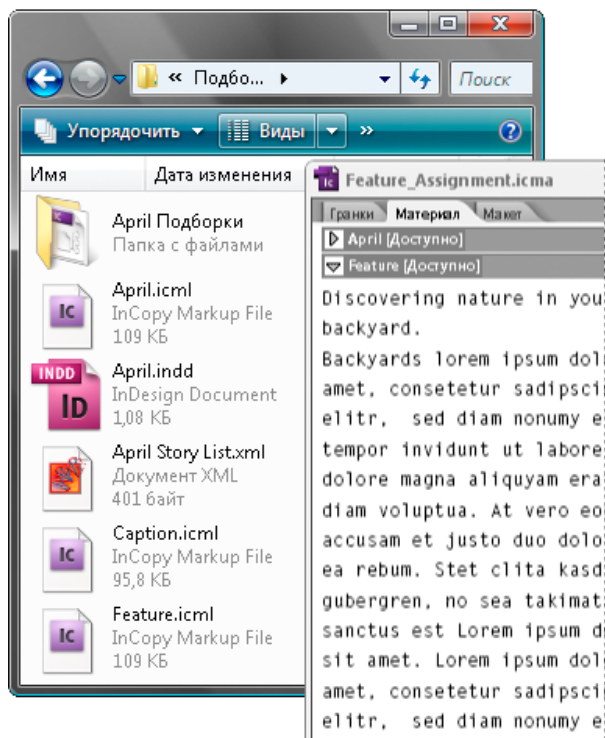 « Подбо...
Поиск
Упорядочить
Виды
»
?
Имя
Дата изменения
April Подборки
Папка с файлами
IC
April.icml
InCopy Markup File
109 КБ
INDD
ID
April.indd
InDesign Document
1,08 КБ
April Story List.xml
Документ XML
401 байт
IC
Caption.icml
InCopy Markup File
95,8 КБ
IC
Feature.icml
InCopy Markup File
109 КБ
Ic
Feature_Assignment.icma
Гранки
Материал
Макет
April [Доступно]
Feature [Доступно]
Discovering nature in you
backyard.
Backyards lorem ipsum dol
amet, consetetur sadipsci
elitr, sed diam nonumy e
tempor invidunt ut labore
dolore magna aliquyam era
diam voluptua. At vero eo
accusam et justo duo dolo
ea rebum. Stet clita kasd
gubergren, no sea takimat
sanctus est Lorem ipsum d
sit amet. Lorem ipsum dol
amet, consetetur sadipsci
elitr, sed diam nonumy e